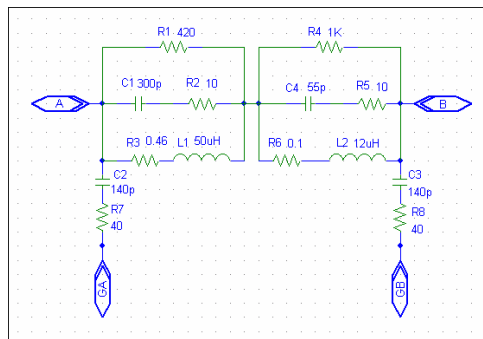 R1 420
R4 1K
C1 300p
R2 10
C4 55p
R5 10
A
B
R3 0.46
L1 50uH
R6 0.1
L2 12uH
C2
140p
C3
140p
R7
40
R8
40
GA
GB